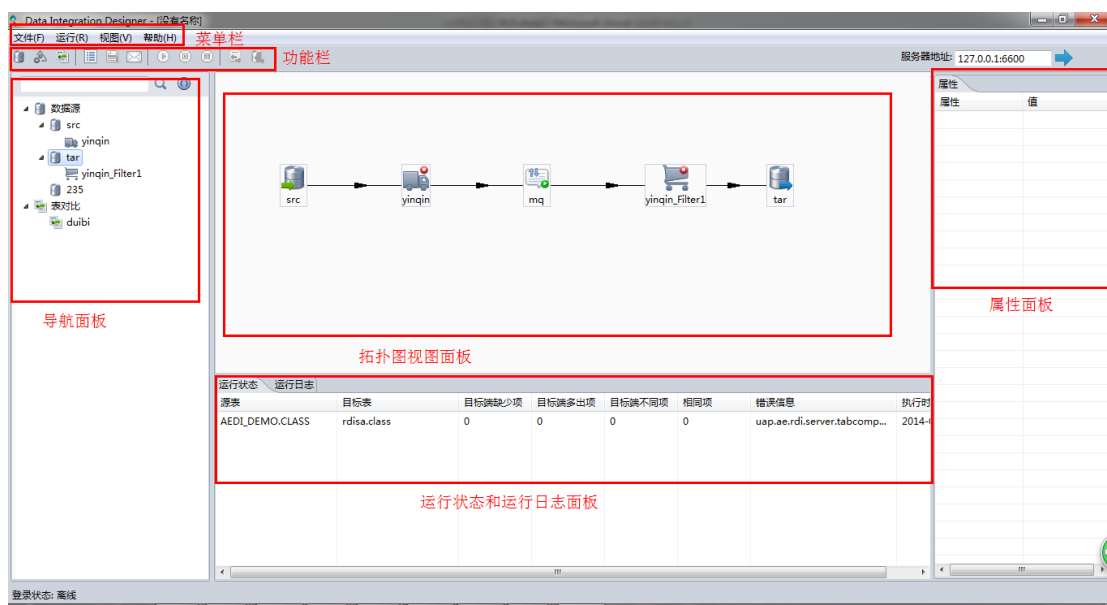 Data Integration Designer - [没有名称]
文件(F) 运行(R) 视图(V) 帮助(H) 菜单栏
功能栏
服务器地址: 127.0.0.1:6600
数据源
src
yinqin
tar
yinqin_Filter1
235
表对比
duibi
导航面板
src
yinqin
mq
yinqin_Filter1
tar
拓扑图视图面板
属性
属性 值
属性面板
运行状态 运行日志
源表 目标表 目标端缺少项 目标端多出项 目标端不同项 相同项 错误信息 执行时
AEDI_DEMO.CLASS rdisa.class 0 0 0 0 uap.ae.rdi.server.tabcomp... 2014-
运行状态和运行日志面板
登录状态: 离线